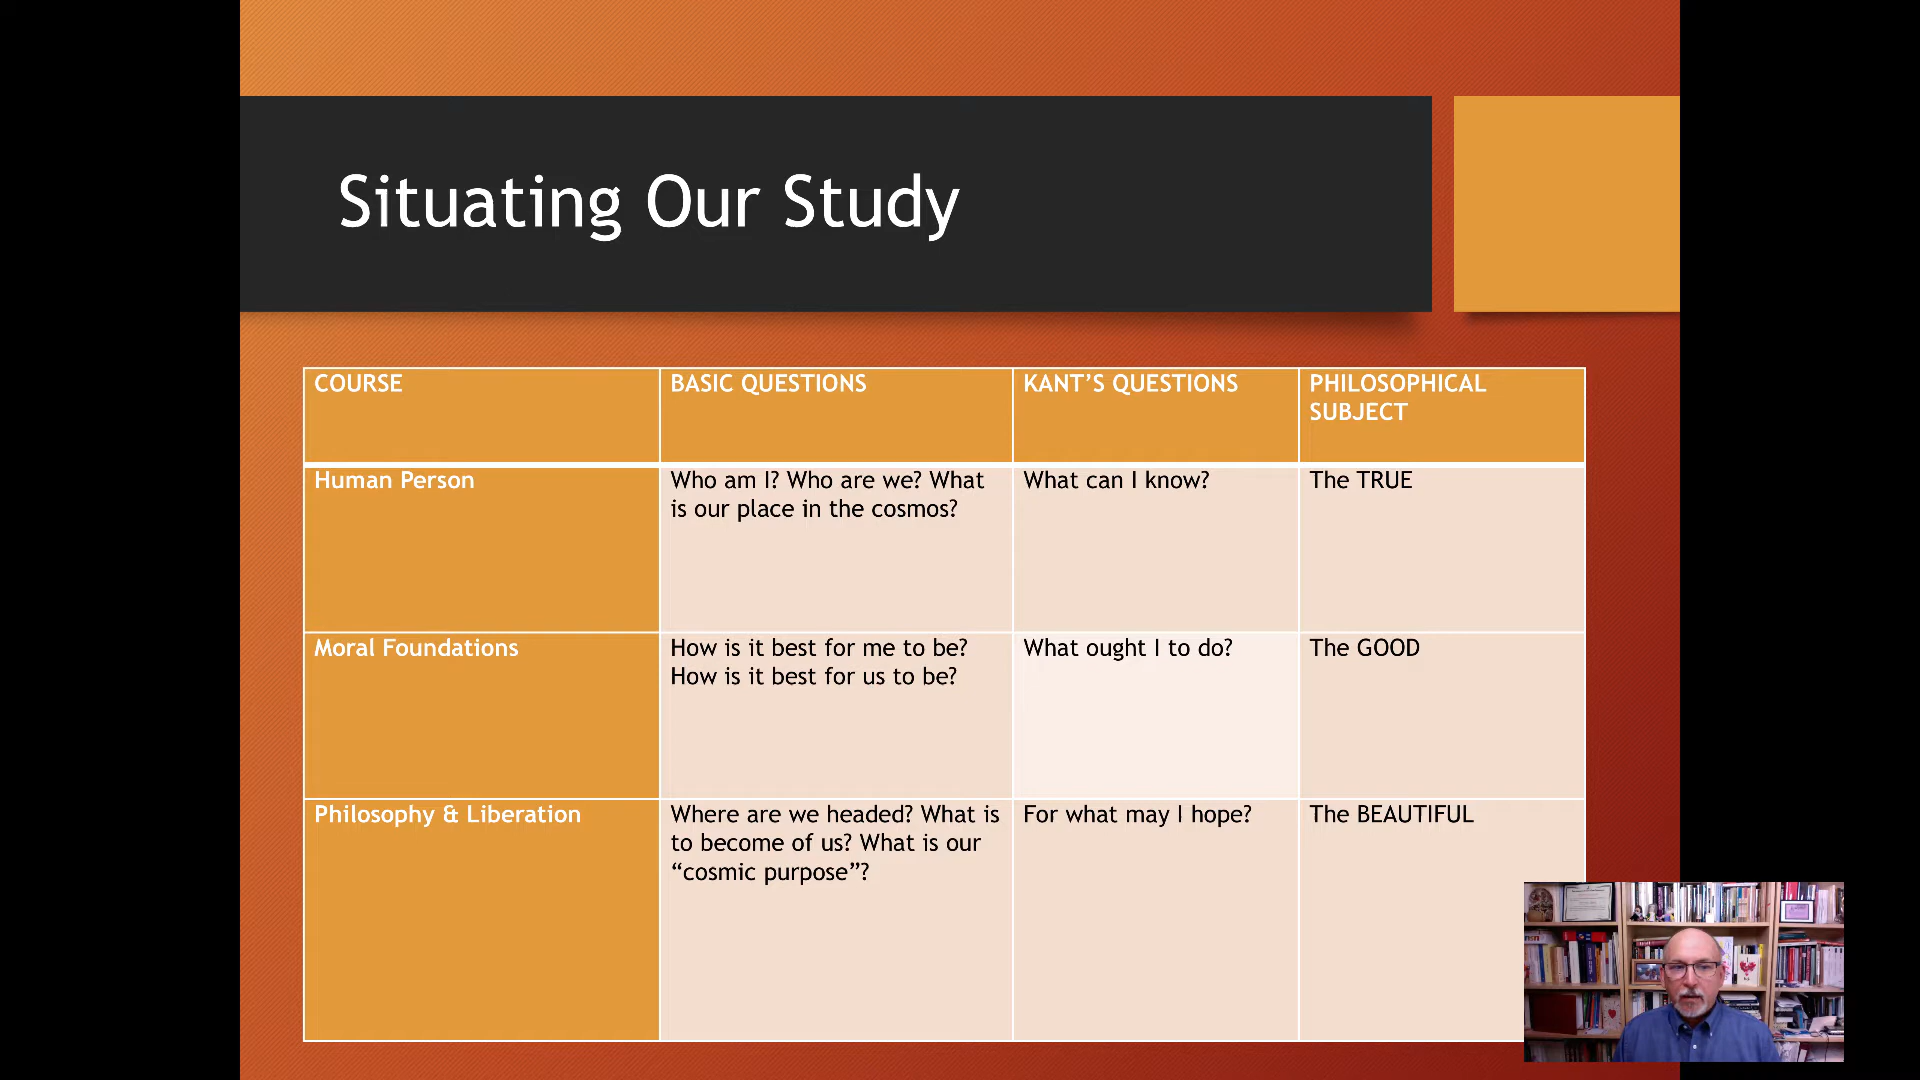 Situating Our Study
COURSE
BASIC QUESTIONS
KANT’S QUESTIONS
PHILOSOPHICAL
SUBJECT
Human Person
Who am I? Who are we? What
is our place in the cosmos?
What can I know?
The TRUE
Moral Foundations
How is it best for me to be?
How is it best for us to be?
What ought I to do?
The GOOD
Philosophy & Liberation
Where are we headed? What is
to become of us? What is our
“cosmic purpose”?
For what may I hope?
The BEAUTIFUL